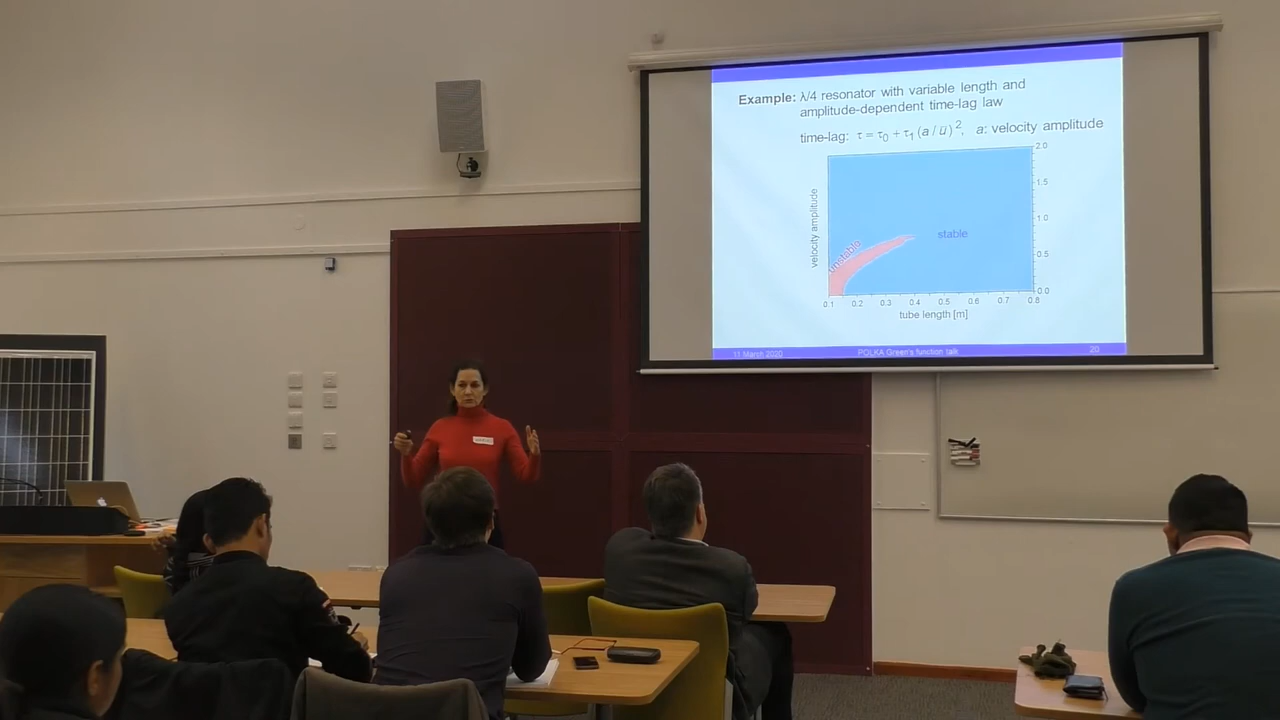 Example: λ/4 resonator with variable length and
amplitude-dependent time-lag law
time-lag: τ = τ₀ + τ₁ (a / ū)², a: velocity amplitude
2.0
1.5
1.0
0.5
0.0
velocity amplitude
unstable
stable
0.1 0.2 0.3 0.4 0.5 0.6 0.7 0.8
tube length [m]
11 March 2020 POLKA Green's function talk 20